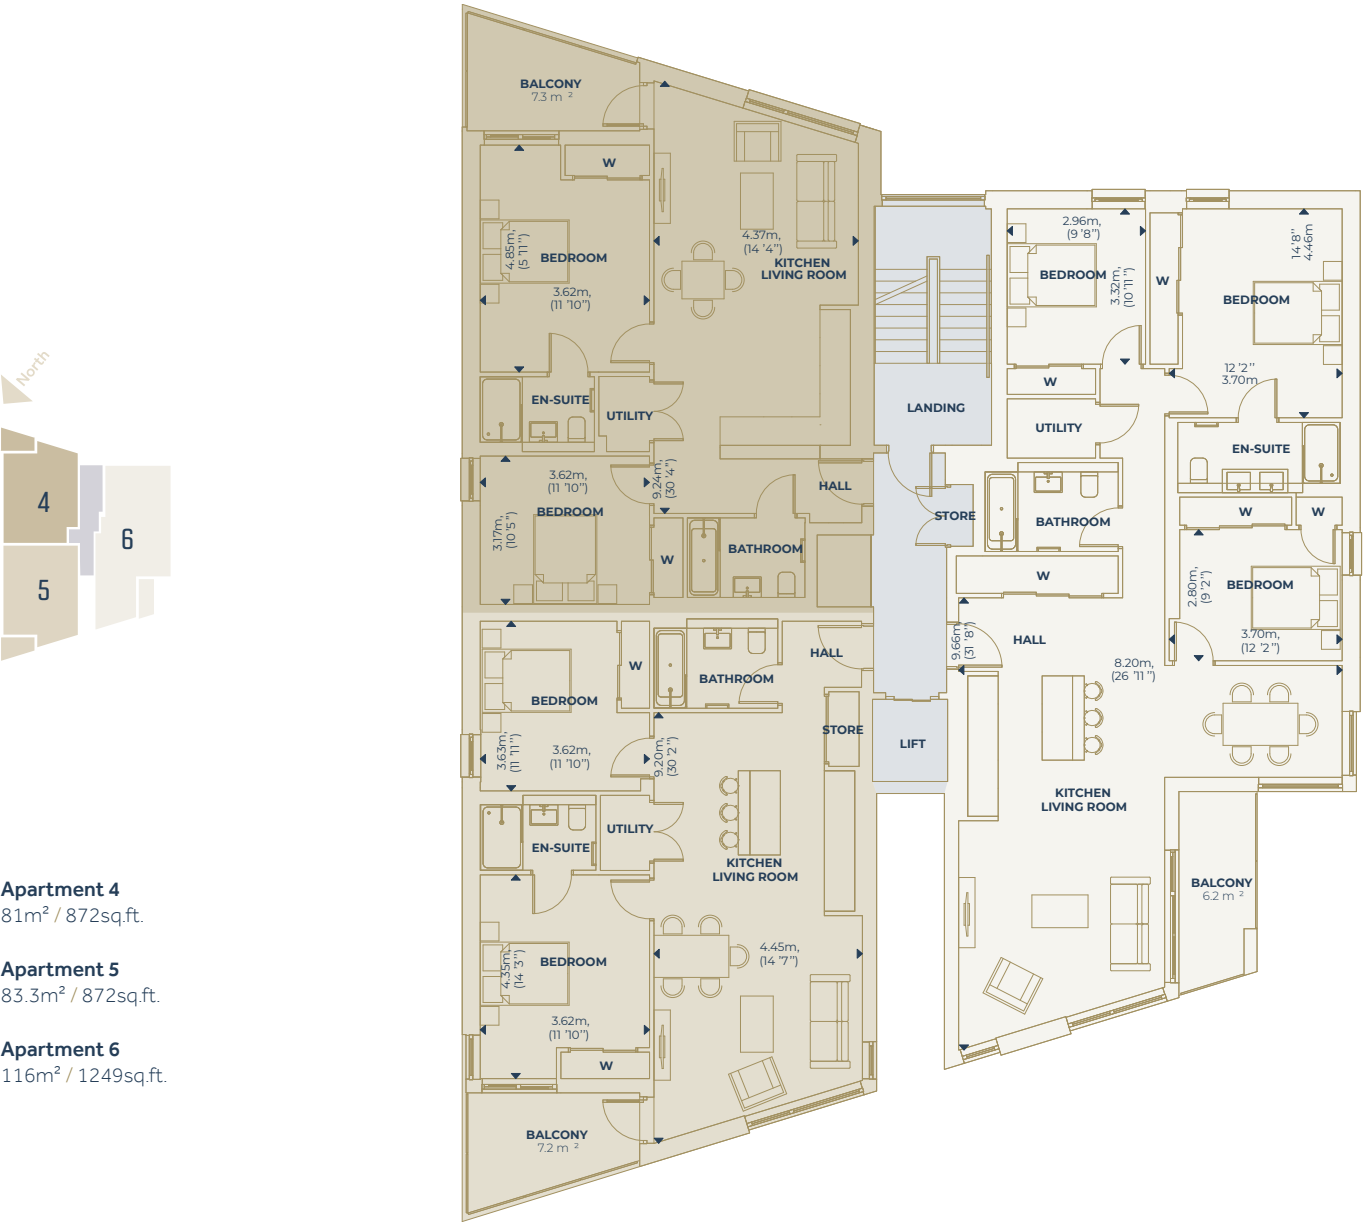 North
4
5
6
Apartment 4
81m² / 872sq.ft.
Apartment 5
83.3m² / 872sq.ft.
Apartment 6
116m² / 1249sq.ft.
BALCONY
7.3 m ²
W
4.85m,
(5 '11'')
BEDROOM
3.62m,
(11 '10'')
4.37m,
(14 '4'')
KITCHEN
LIVING ROOM
EN-SUITE
UTILITY
3.62m,
(11 '10'')
BEDROOM
3.17m
(10 '5'')
9.24m
(30 '4'')
W
BATHROOM
HALL
LANDING
STORE
LIFT
2.96m,
(9 '8'')
BEDROOM
3.32m
(10 '11'')
W
W
UTILITY
14 '8''
4.46m
BEDROOM
12 '2''
3.70m
EN-SUITE
BATHROOM
W
W
W
BEDROOM
2.80m
(9 '2'')
3.70m,
(12 '2'')
HALL
9.66m
(31 '8'')
8.20m,
(26 '11'')
KITCHEN
LIVING ROOM
BALCONY
6.2 m ²
W
BEDROOM
3.63m
(11 '11'')
3.62m,
(11 '10'')
BATHROOM
HALL
STORE
9.20m
(30 '2'')
EN-SUITE
UTILITY
KITCHEN
LIVING ROOM
4.45m,
(14 '7'')
BEDROOM
4.35m
(14 '3'')
3.62m,
(11 '10'')
W
BALCONY
7.2 m ²